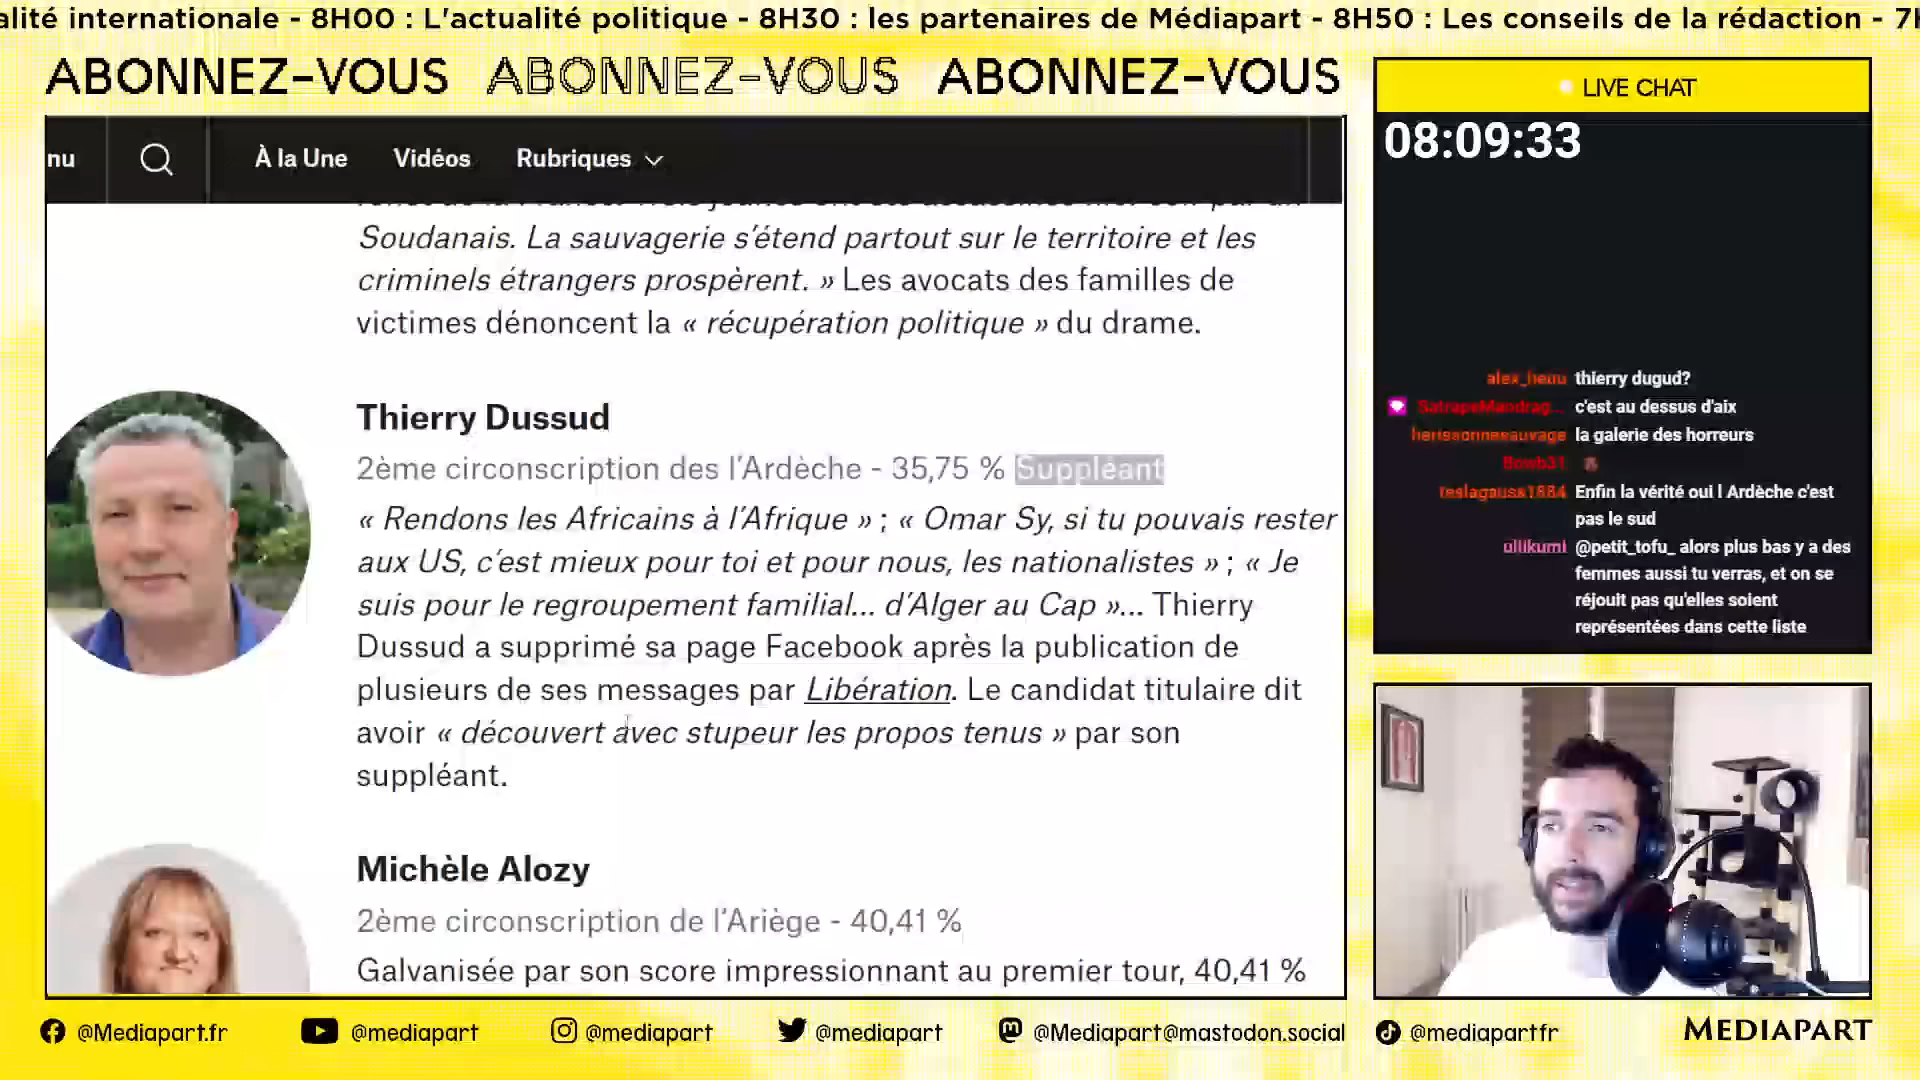 alité internationale - 8H00 : L'actualité politique - 8H30 : les partenaires de Médiapart - 8H50 : Les conseils de la rédaction - 7H
ABONNEZ-VOUS ABONNEZ-VOUS ABONNEZ-VOUS
nu À la Une Vidéos Rubriques
Soudanais. La sauvagerie s'étend partout sur le territoire et les
criminels étrangers prospèrent. » Les avocats des familles de
victimes dénoncent la « récupération politique » du drame.
Thierry Dussud
2ème circonscription des l'Ardèche - 35,75 % Suppléant
« Rendons les Africains à l'Afrique » ; « Omar Sy, si tu pouvais rester
aux US, c'est mieux pour toi et pour nous, les nationalistes » ; « Je
suis pour le regroupement familial... d'Alger au Cap »... Thierry
Dussud a supprimé sa page Facebook après la publication de
plusieurs de ses messages par Libération. Le candidat titulaire dit
avoir « découvert avec stupeur les propos tenus » par son
suppléant.
Michèle Alozy
2ème circonscription de l'Ariège - 40,41 %
Galvanisée par son score impressionnant au premier tour, 40,41 %
LIVE CHAT
08:09:33
thierry dugud?
SatrapeMandrag... c'est au dessus d'aix
herissonnesauvage la galerie des horreurs
Bowb31
teslagauss1884 Enfin la vérité oui l Ardèche c'est
pas le sud
ullikumi @petit_tofu_ alors plus bas y a des
femmes aussi tu verras, et on se
réjouit pas qu'elles soient
représentées dans cette liste
@Mediapart.fr @mediapart @mediapart @mediapart @Mediapart@mastodon.social @mediapartfr MEDIAPART